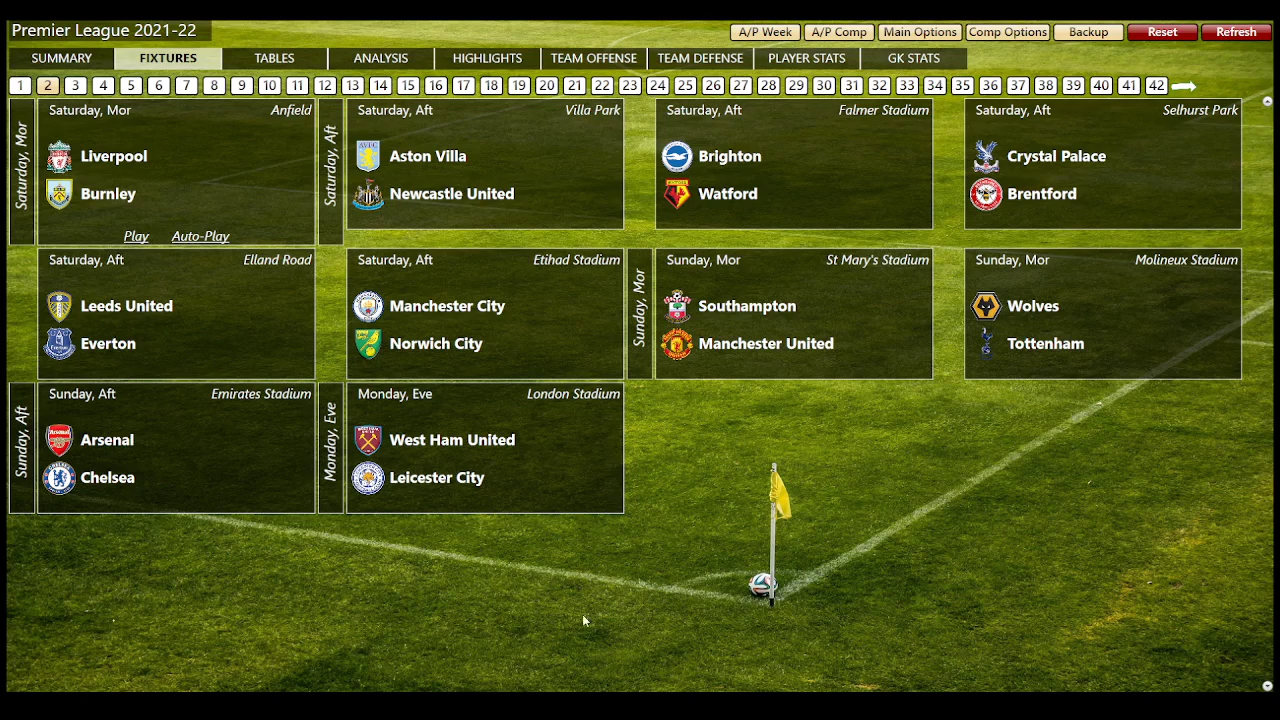 Premier League 2021-22
A/P Week A/P Comp Main Options Comp Options Backup Reset Refresh
SUMMARY FIXTURES TABLES ANALYSIS HIGHLIGHTS TEAM OFFENSE TEAM DEFENSE PLAYER STATS GK STATS
1 2 3 4 5 6 7 8 9 10 11 12 13 14 15 16 17 18 19 20 21 22 23 24 25 26 27 28 29 30 31 32 33 34 35 36 37 38 39 40 41 42
Saturday, Mor
Saturday, Mor Anfield
Liverpool
Burnley
Play Auto-Play
Saturday, Aft
Saturday, Aft Villa Park
Aston Villa
Newcastle United
Saturday, Aft Falmer Stadium
Brighton
Watford
Saturday, Aft Selhurst Park
Crystal Palace
Brentford
Saturday, Aft Elland Road
Leeds United
Everton
Saturday, Aft Etihad Stadium
Manchester City
Norwich City
Sunday, Mor
Sunday, Mor St Mary's Stadium
Southampton
Manchester United
Sunday, Mor Molineux Stadium
Wolves
Tottenham
Sunday, Aft
Sunday, Aft Emirates Stadium
Arsenal
Chelsea
Monday, Eve
Monday, Eve London Stadium
West Ham United
Leicester City